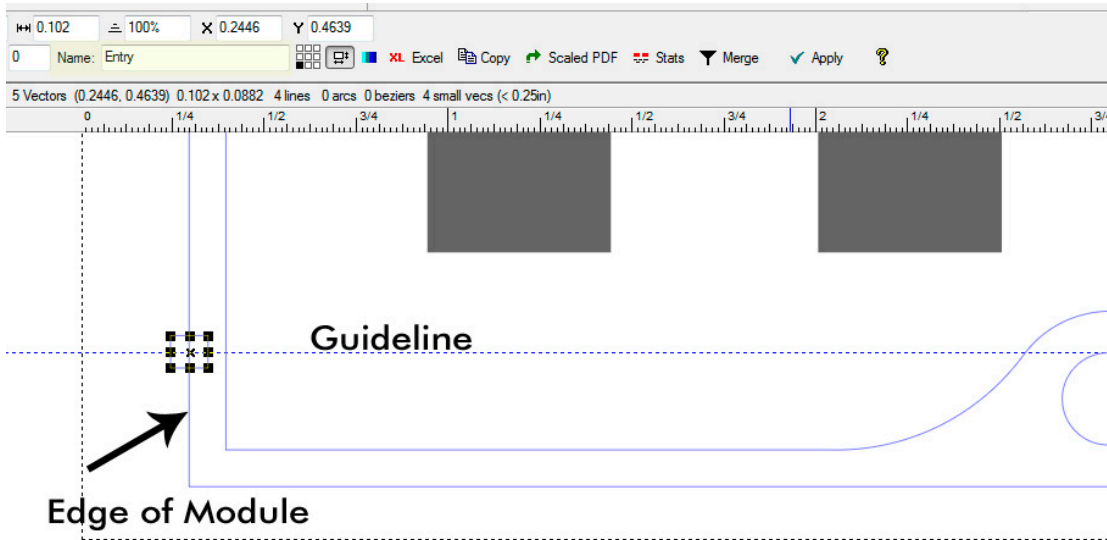 0.102 100% X 0.2446 Y 0.4639
0 Name: Entry XL Excel Copy Scaled PDF Stats Merge Apply ?
5 Vectors (0.2446, 0.4639) 0.102 x 0.0882 4 lines 0 arcs 0 beziers 4 small vecs (< 0.25in)
0 1/4 1/2 3/4 1 1/4 1/2 3/4 2 1/4 1/2 3/
Guideline
Edge of Module